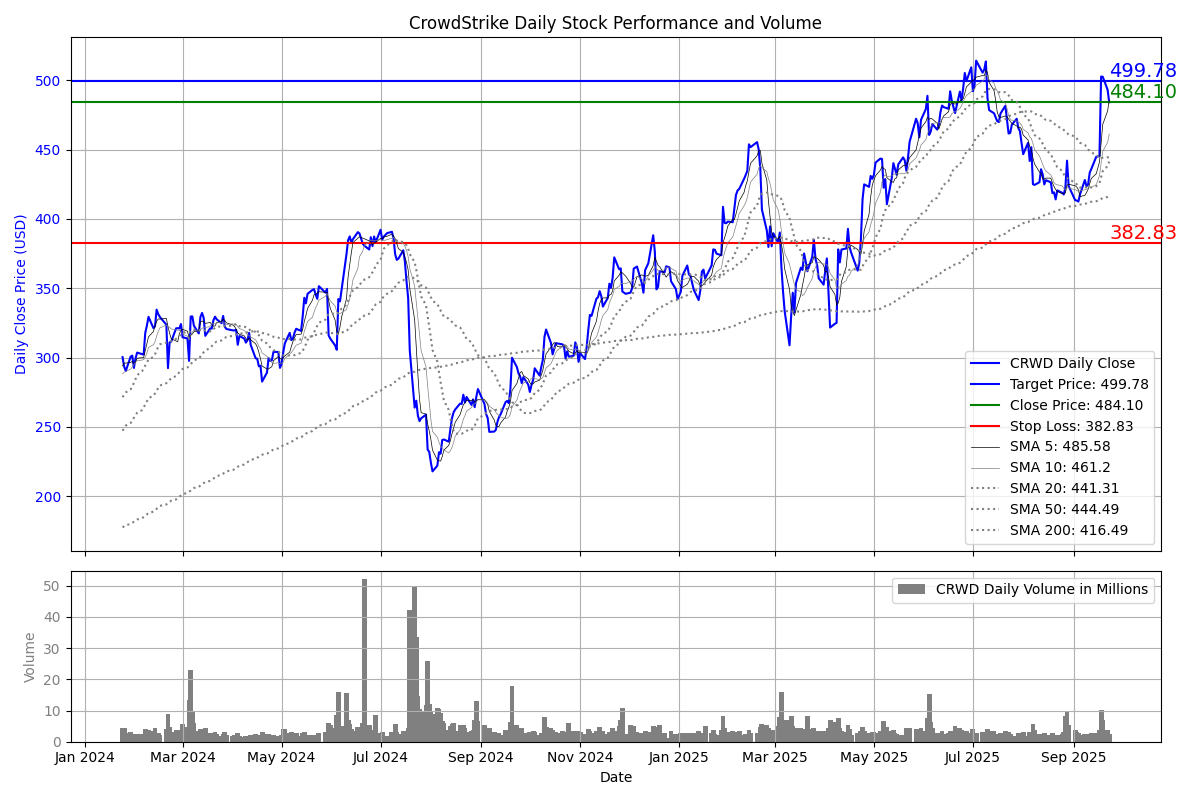 CrowdStrike Daily Stock Performance and Volume
Daily Close Price (USD)
500
450
400
350
300
250
200
499.78
484.10
382.83
CRWD Daily Close
Target Price: 499.78
Close Price: 484.10
Stop Loss: 382.83
SMA 5: 485.58
SMA 10: 461.2
SMA 20: 441.31
SMA 50: 444.49
SMA 200: 416.49
Volume
50
40
30
20
10
0
CRWD Daily Volume in Millions
Jan 2024 Mar 2024 May 2024 Jul 2024 Sep 2024 Nov 2024 Jan 2025 Mar 2025 May 2025 Jul 2025 Sep 2025
Date